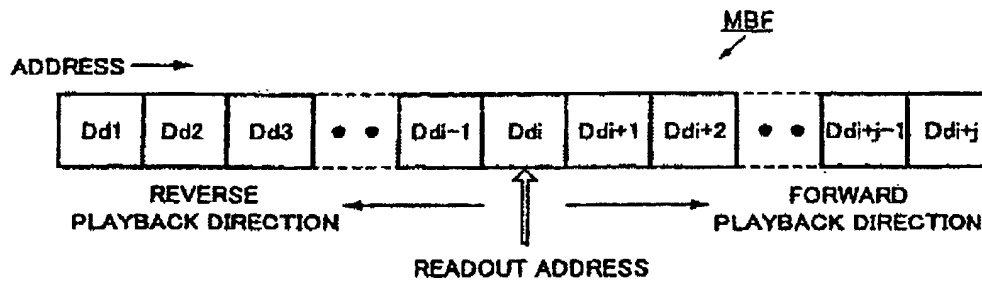 MBF
ADDRESS
Dd1 Dd2 Dd3 • • Ddi-1 Ddi Ddi+1 Ddi+2 • • Ddi+j-1 Ddi+j
REVERSE
PLAYBACK DIRECTION
FORWARD
PLAYBACK DIRECTION
READOUT ADDRESS